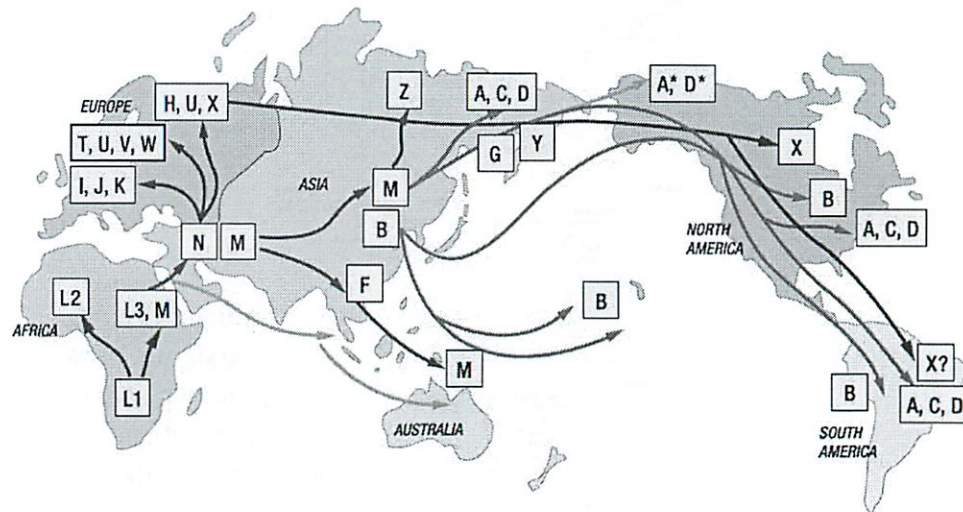 EUROPE
H, U, X
T, U, V, W
I, J, K
Z
A, C, D
A,* D*
G
Y
X
ASIA
M
B
N
M
B
NORTH
AMERICA
A, C, D
F
B
L2
L3, M
AFRICA
L1
M
AUSTRALIA
X?
B
A, C, D
SOUTH
AMERICA